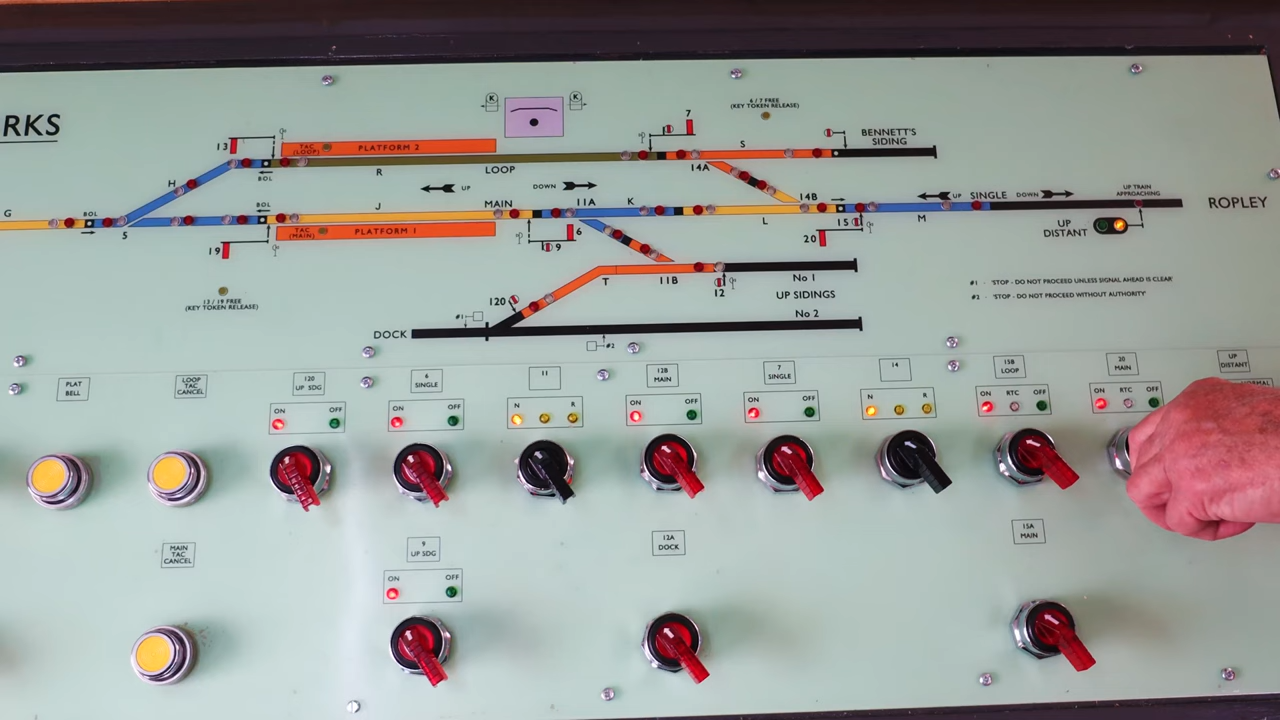 RKS
6 / 7 FREE
(KEY TOKEN RELEASE)
K
K
7
BENNETT'S
SIDING
13
TAC
(LOOP)
PLATFORM 2
S
14A
R
LOOP
BOL
H
UP
DOWN
UP
SINGLE
DOWN
UP TRAIN
APPROACHING
G
BOL
BOL
J
MAIN
11A
K
14B
L
15
M
ROPLEY
S
TAC
(MAIN)
PLATFORM 1
6
9
20
UP
DISTANT
19
T
11B
12
No 1
UP SIDINGS
No 2
#1 - 'STOP - DO NOT PROCEED UNLESS SIGNAL AHEAD IS CLEAR'
#2 - 'STOP - DO NOT PROCEED WITHOUT AUTHORITY'
(KEY TOKEN RELEASE)
120
#1
DOCK
#2
PLAT
BELL
LOOP
TAC
CANCEL
120
UP SDG
ON OFF
6
SINGLE
ON OFF
11
N R
12B
MAIN
ON OFF
7
SINGLE
ON OFF
14
N R
15B
LOOP
ON RTC OFF
20
MAIN
ON RTC OFF
UP
DISTANT
MAIN
TAC
CANCEL
9
UP SDG
ON OFF
12A
DOCK
15A
MAIN